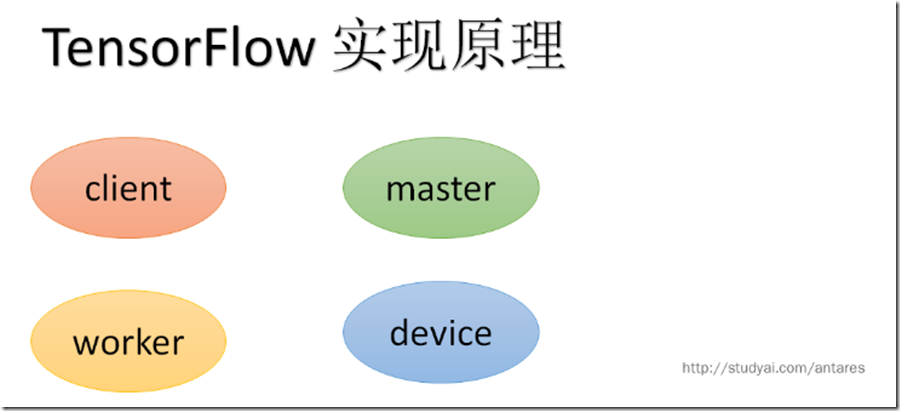 TensorFlow 实现原理
client
master
worker
device
http://studyai.com/antares